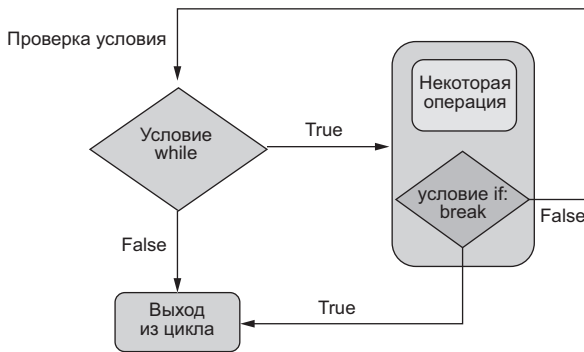 Проверка условия
Некоторая
операция
Условие
while
True
условие if:
break
False
False
True
Выход
из цикла